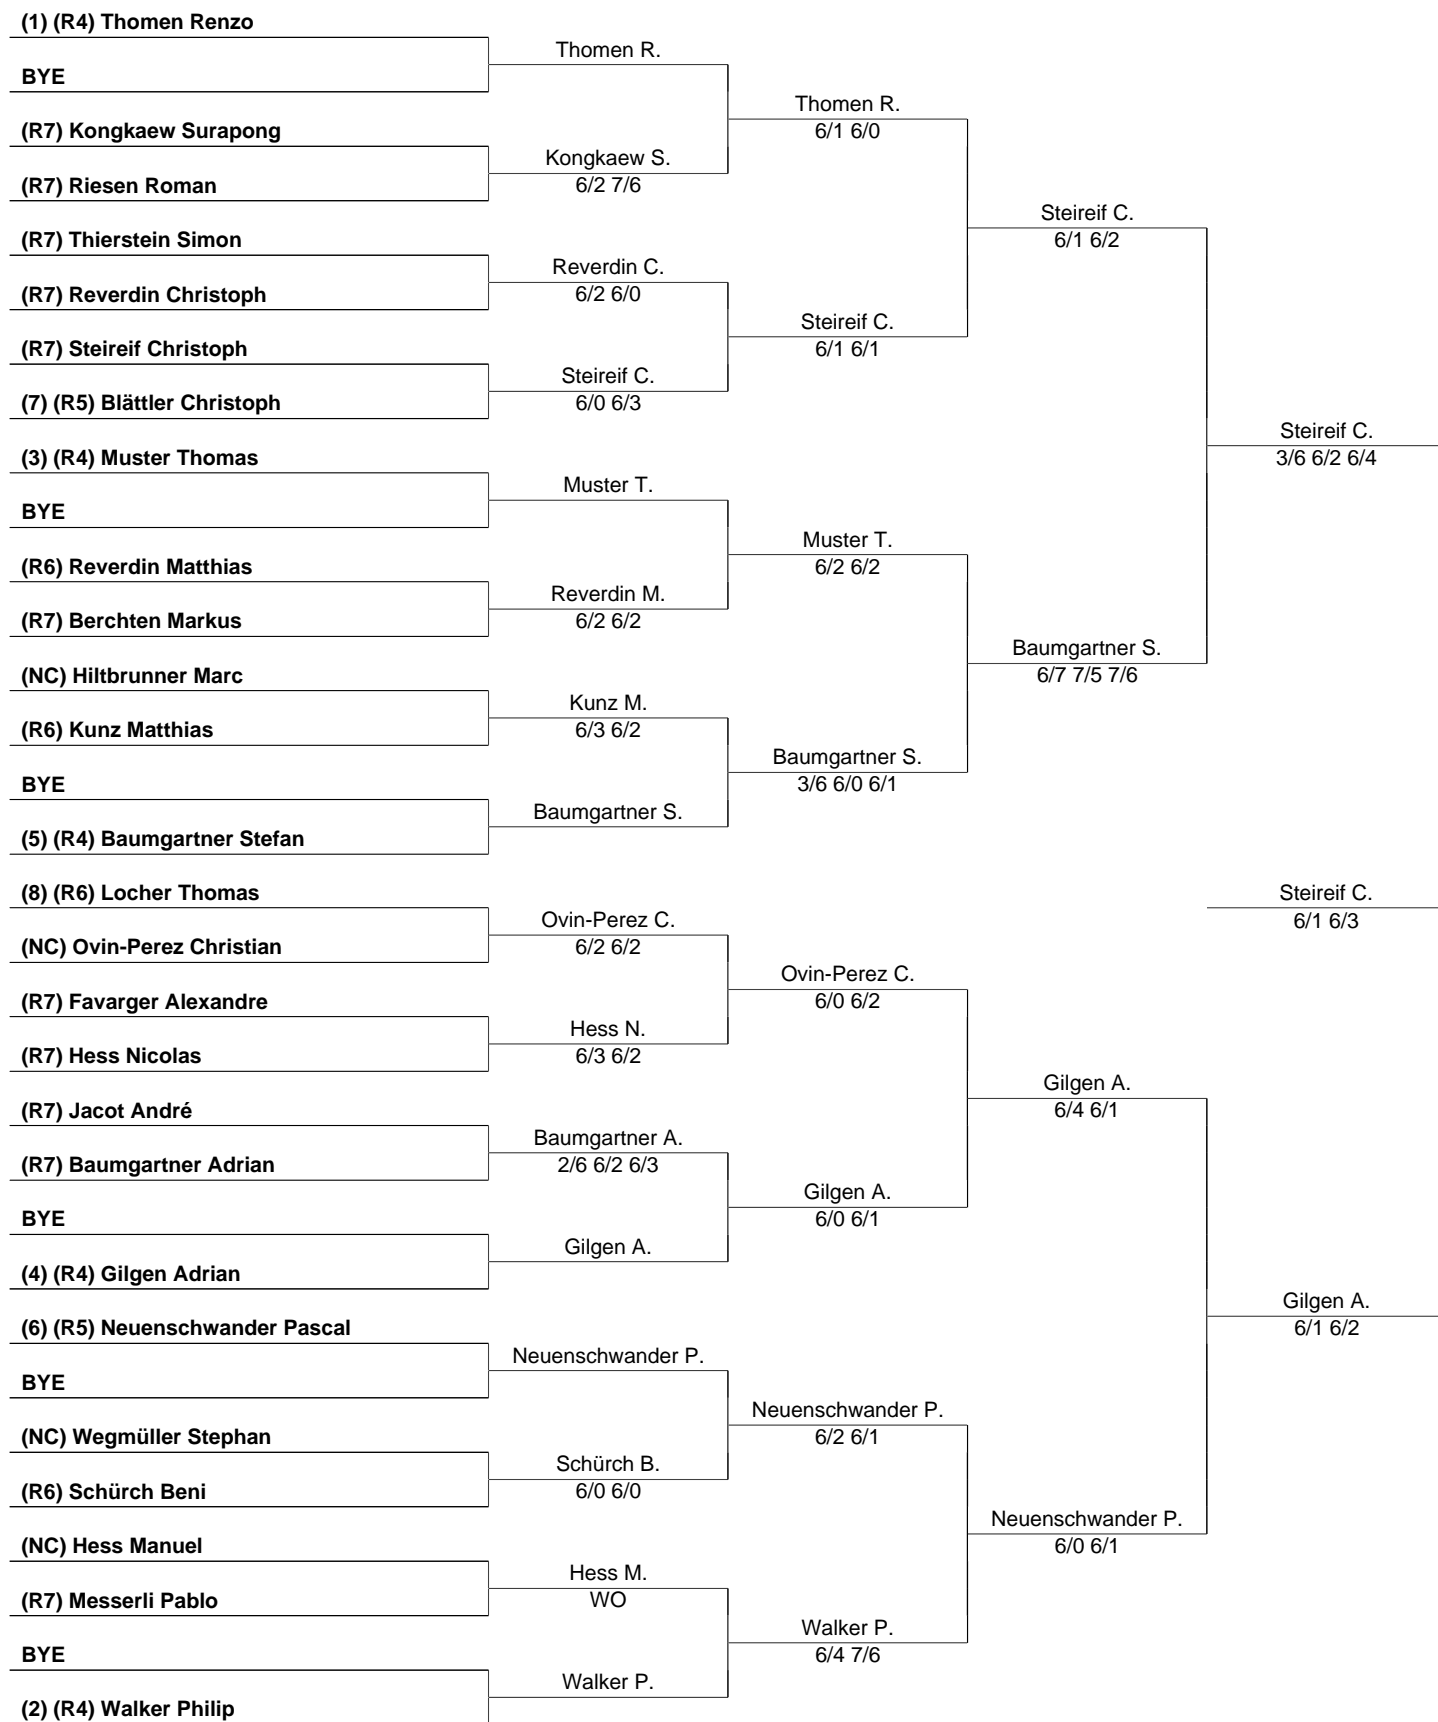 (1) (R4) Thomen Renzo
Thomen R.
BYE
Thomen R.
6/1 6/0
(R7) Kongkaew Surapong
Kongkaew S.
6/2 7/6
(R7) Riesen Roman
Steireif C.
6/1 6/2
(R7) Thierstein Simon
Reverdin C.
6/2 6/0
(R7) Reverdin Christoph
Steireif C.
6/1 6/1
(R7) Steireif Christoph
Steireif C.
6/0 6/3
(7) (R5) Blättler Christoph
Steireif C.
3/6 6/2 6/4
(3) (R4) Muster Thomas
Muster T.
BYE
Muster T.
6/2 6/2
(R6) Reverdin Matthias
Reverdin M.
6/2 6/2
(R7) Berchten Markus
Baumgartner S.
6/7 7/5 7/6
(NC) Hiltbrunner Marc
Kunz M.
6/3 6/2
(R6) Kunz Matthias
Baumgartner S.
3/6 6/0 6/1
BYE
Baumgartner S.
(5) (R4) Baumgartner Stefan
(8) (R6) Locher Thomas
Steireif C.
6/1 6/3
Ovin-Perez C.
6/2 6/2
(NC) Ovin-Perez Christian
Ovin-Perez C.
6/0 6/2
(R7) Favarger Alexandre
Hess N.
6/3 6/2
(R7) Hess Nicolas
Gilgen A.
6/4 6/1
(R7) Jacot André
Baumgartner A.
2/6 6/2 6/3
(R7) Baumgartner Adrian
Gilgen A.
6/0 6/1
BYE
Gilgen A.
(4) (R4) Gilgen Adrian
Gilgen A.
6/1 6/2
(6) (R5) Neuenschwander Pascal
Neuenschwander P.
BYE
Neuenschwander P.
6/2 6/1
(NC) Wegmüller Stephan
Schürch B.
6/0 6/0
(R6) Schürch Beni
Neuenschwander P.
6/0 6/1
(NC) Hess Manuel
Hess M.
WO
(R7) Messerli Pablo
Walker P.
6/4 7/6
BYE
Walker P.
(2) (R4) Walker Philip